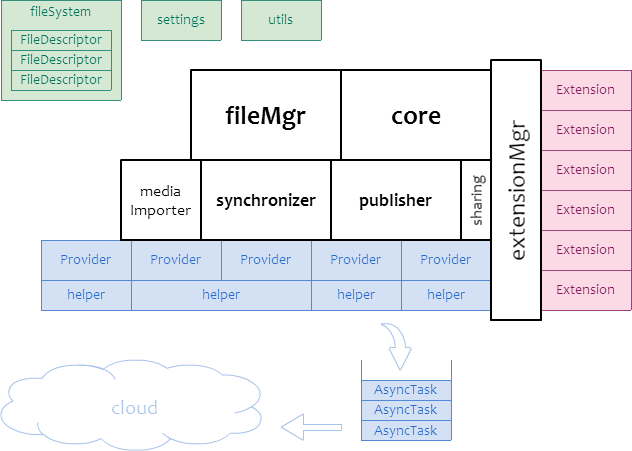 fileSystem
FileDescriptor
FileDescriptor
FileDescriptor
settings
utils
fileMgr
core
extensionMgr
Extension
Extension
Extension
Extension
Extension
Extension
media
Importer
synchronizer
publisher
sharing
Provider
Provider
Provider
Provider
Provider
helper
helper
helper
helper
AsyncTask
AsyncTask
AsyncTask
cloud